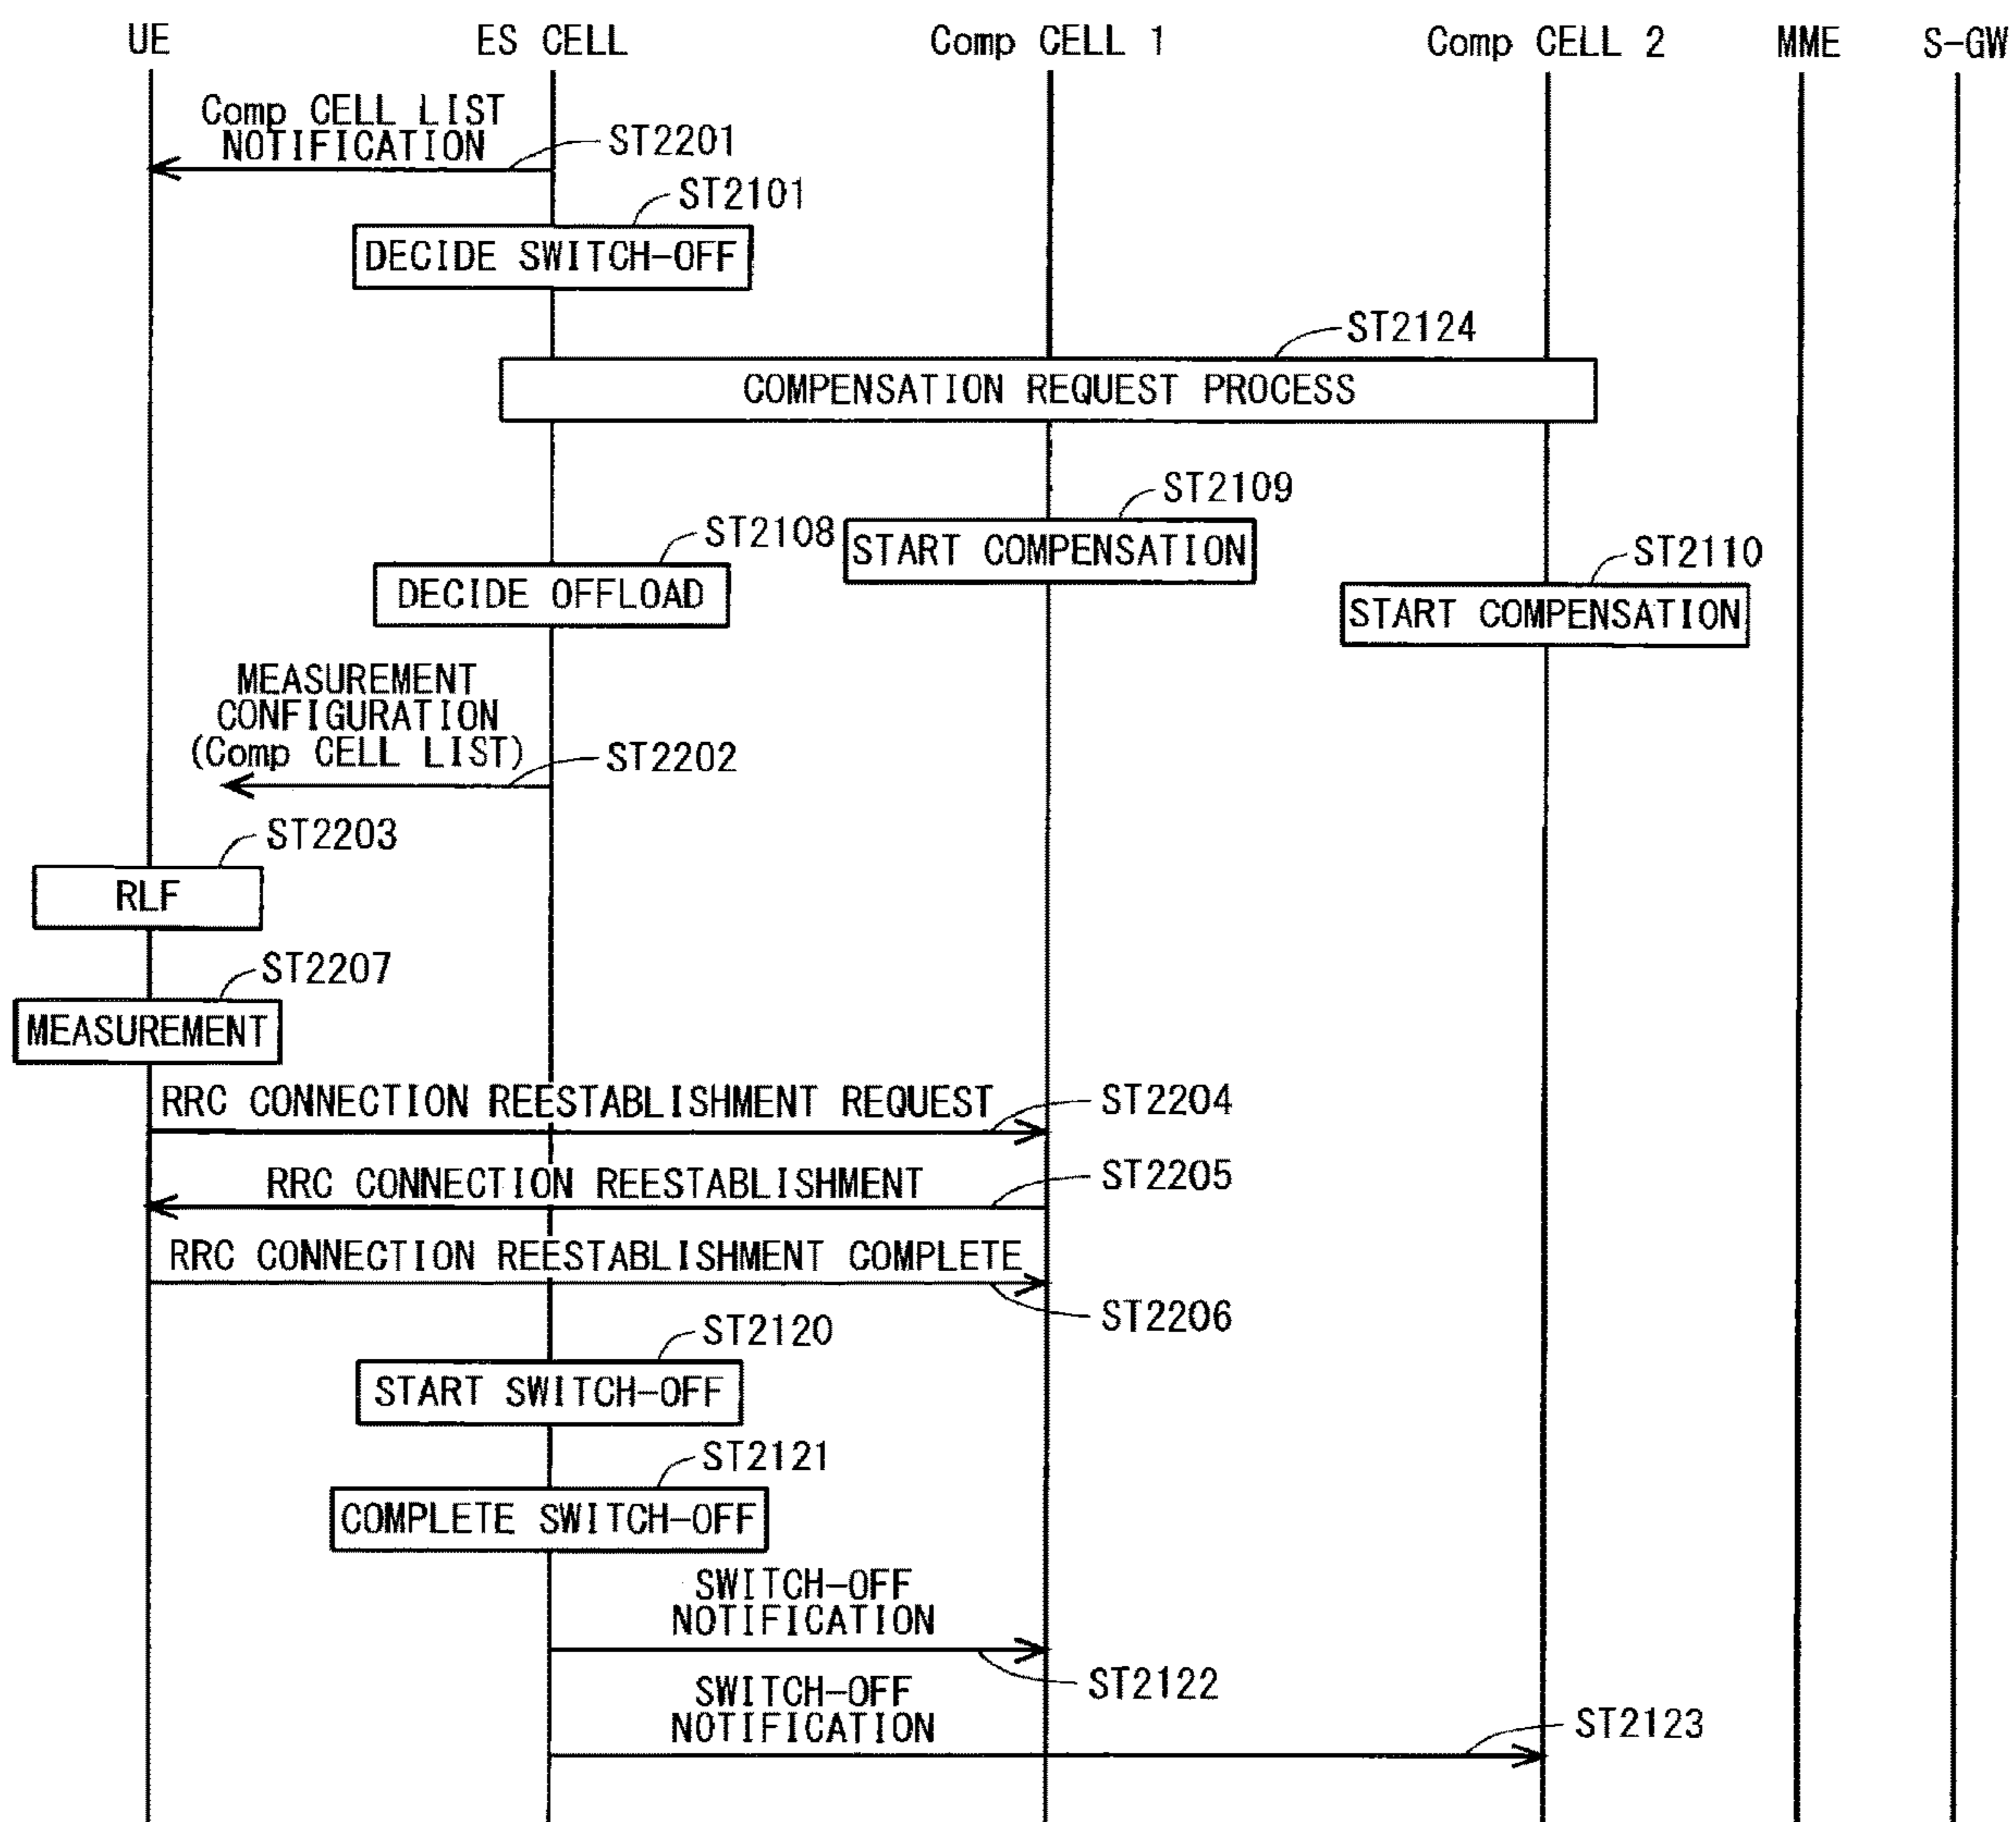 UE
ES CELL
Comp CELL 1
Comp CELL 2
MME
S-GW
Comp CELL LIST
NOTIFICATION
ST2201
ST2101
DECIDE SWITCH-OFF
ST2124
COMPENSATION REQUEST PROCESS
ST2109
START COMPENSATION
ST2108
DECIDE OFFLOAD
ST2110
START COMPENSATION
MEASUREMENT
CONFIGURATION
(Comp CELL LIST)
ST2202
ST2203
RLF
ST2207
MEASUREMENT
RRC CONNECTION REESTABLISHMENT REQUEST
ST2204
RRC CONNECTION REESTABLISHMENT
ST2205
RRC CONNECTION REESTABLISHMENT COMPLETE
ST2206
ST2120
START SWITCH-OFF
ST2121
COMPLETE SWITCH-OFF
SWITCH-OFF
NOTIFICATION
ST2122
SWITCH-OFF
NOTIFICATION
ST2123